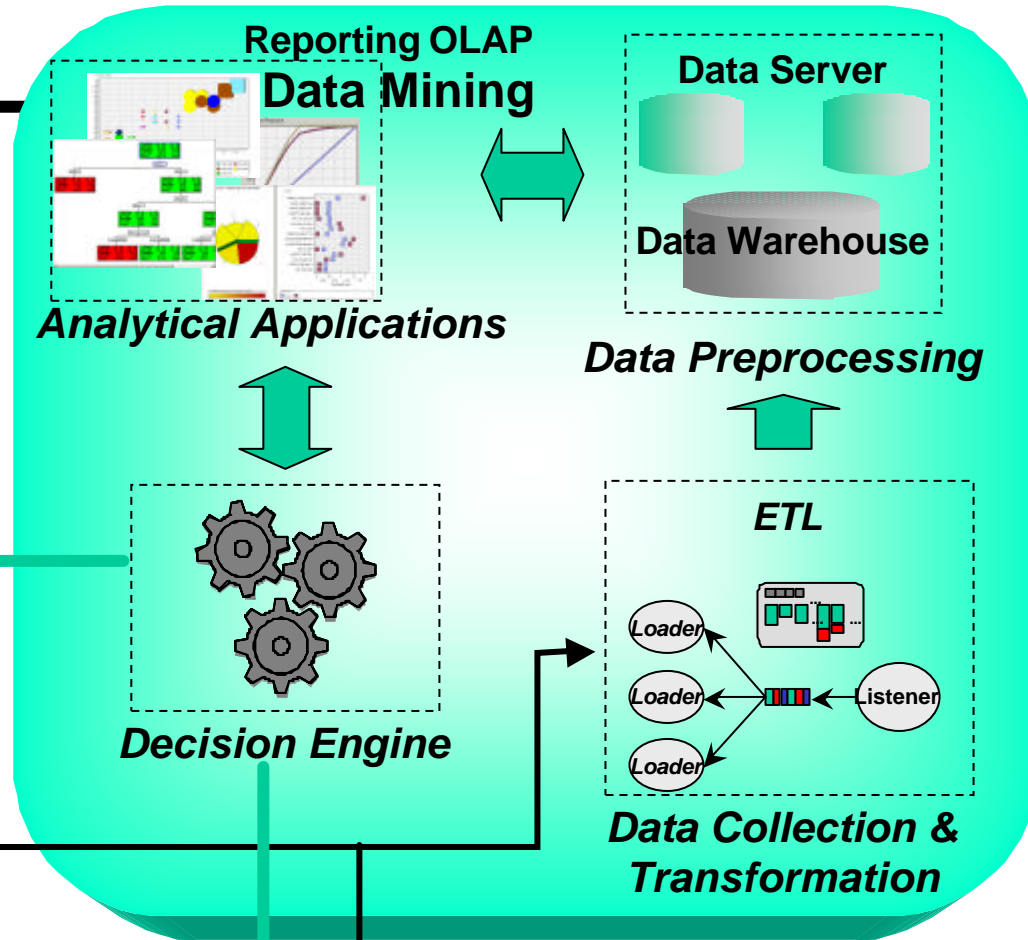 Reporting OLAP
Data Mining
Analytical Applications
Data Server
Data Warehouse
Data Preprocessing
Decision Engine
ETL
...
... ...
Loader
Loader
Loader
Listener
Data Collection &
Transformation